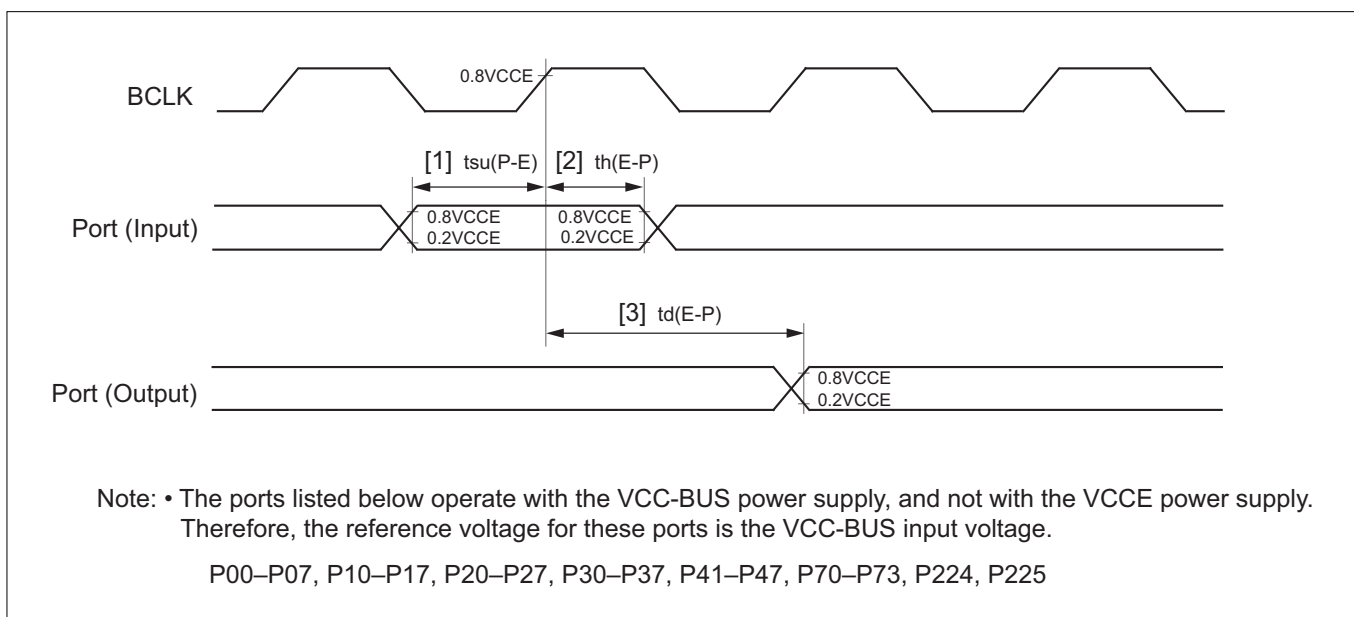 0.8VCCE
BCLK
[1] tsu(P-E) [2] th(E-P)
0.8VCCE 0.8VCCE
Port (Input)
0.2VCCE 0.2VCCE
[3] td(E-P)
0.8VCCE
Port (Output)
0.2VCCE
Note: • The ports listed below operate with the VCC-BUS power supply, and not with the VCCE power supply.
Therefore, the reference voltage for these ports is the VCC-BUS input voltage.
P00–P07, P10–P17, P20–P27, P30–P37, P41–P47, P70–P73, P224, P225